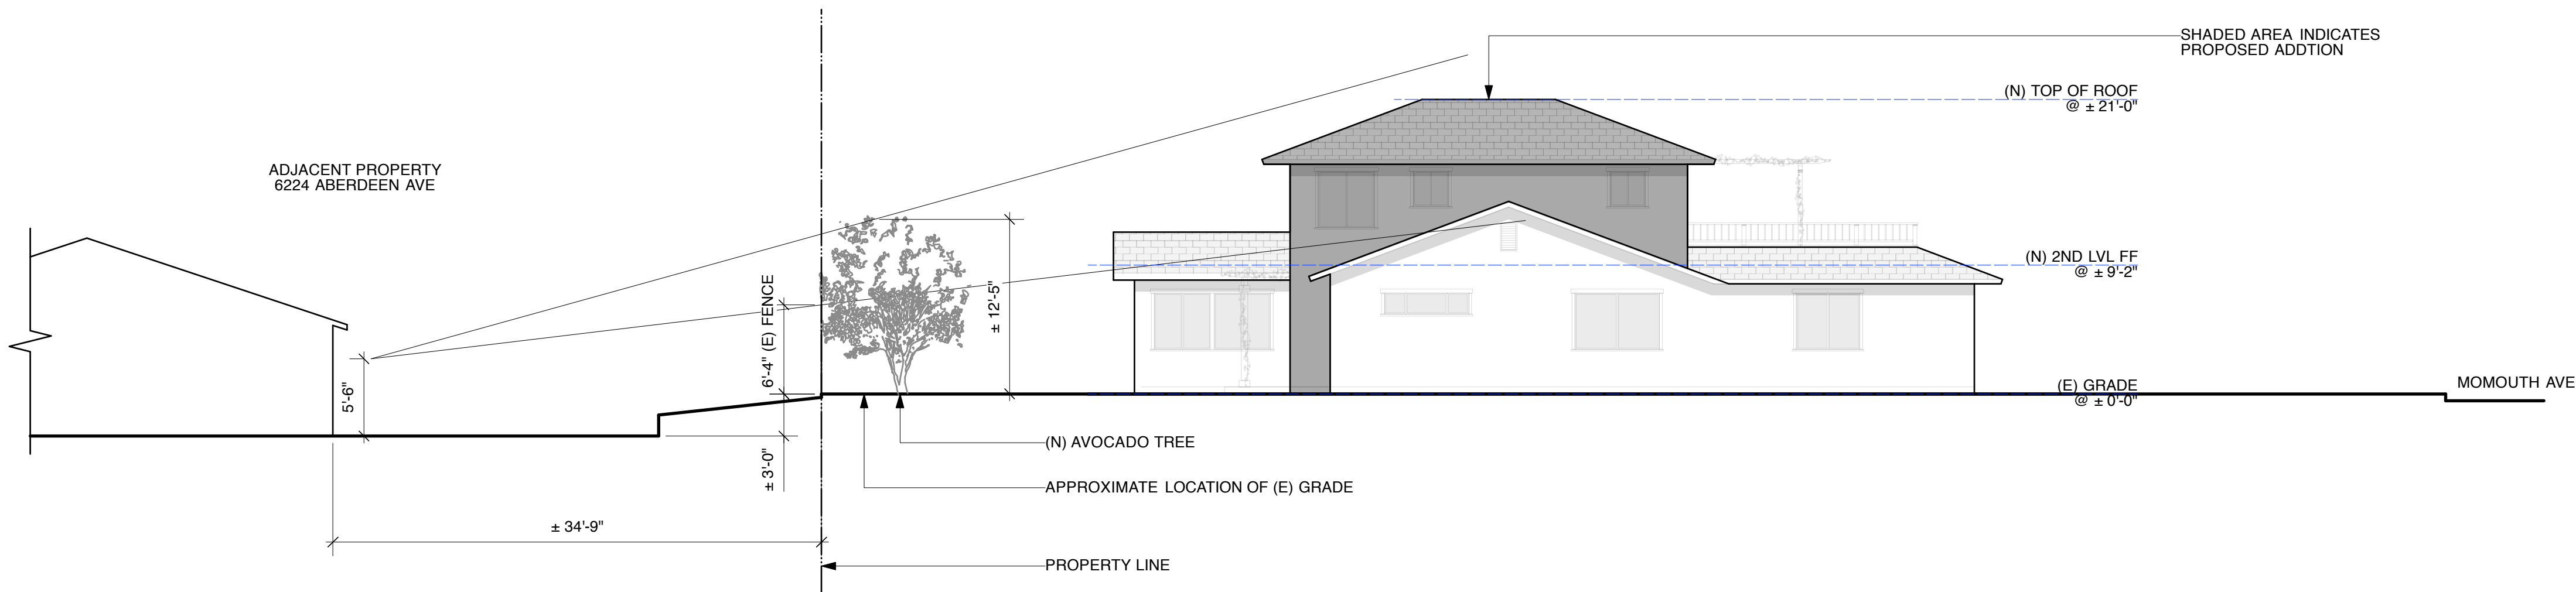 SHADED AREA INDICATES
PROPOSED ADDTION
(N) TOP OF ROOF
@ ± 21'-0"
ADJACENT PROPERTY
6224 ABERDEEN AVE
(N) 2ND LVL FF
@ ± 9'-2"
6'-4" (E) FENCE
± 12'-5"
5'-6"
(E) GRADE
@ ± 0'-0"
MOMOUTH AVE
(N) AVOCADO TREE
± 3'-0"
APPROXIMATE LOCATION OF (E) GRADE
± 34'-9"
PROPERTY LINE